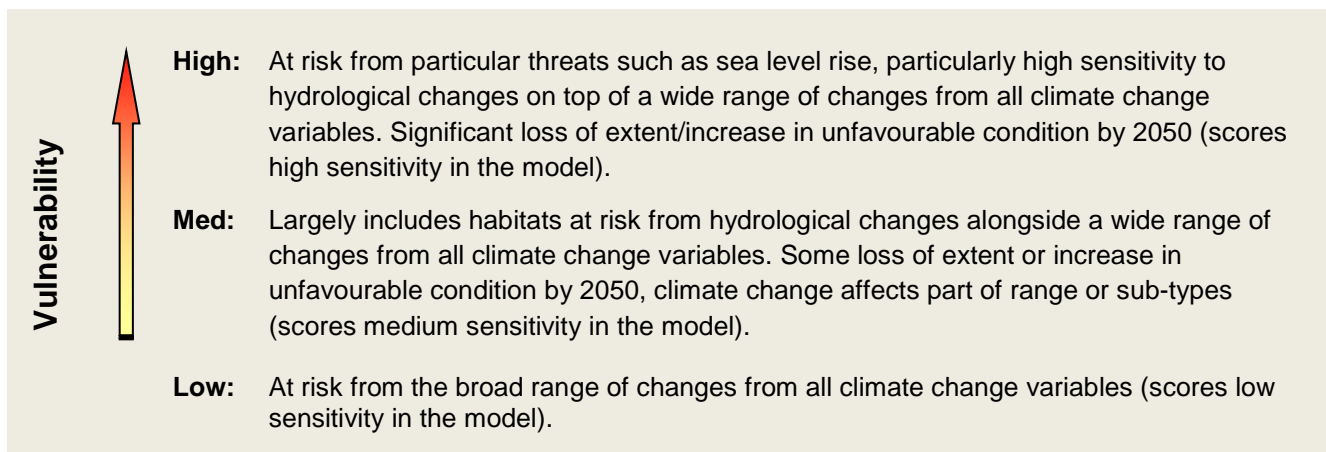 Vulnerability
High: At risk from particular threats such as sea level rise, particularly high sensitivity to
hydrological changes on top of a wide range of changes from all climate change
variables. Significant loss of extent/increase in unfavourable condition by 2050 (scores
high sensitivity in the model).
Med: Largely includes habitats at risk from hydrological changes alongside a wide range of
changes from all climate change variables. Some loss of extent or increase in
unfavourable condition by 2050, climate change affects part of range or sub-types
(scores medium sensitivity in the model).
Low: At risk from the broad range of changes from all climate change variables (scores low
sensitivity in the model).